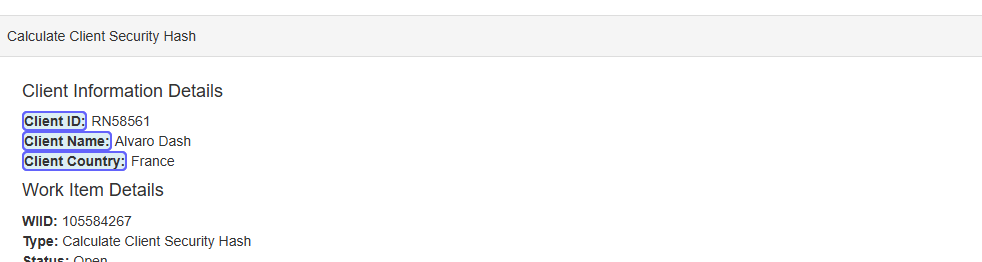 Calculate Client Security Hash
Client Information Details
Client ID: RN58561
Client Name: Alvaro Dash
Client Country: France
Work Item Details
WIID: 105584267
Type: Calculate Client Security Hash
Status: Open